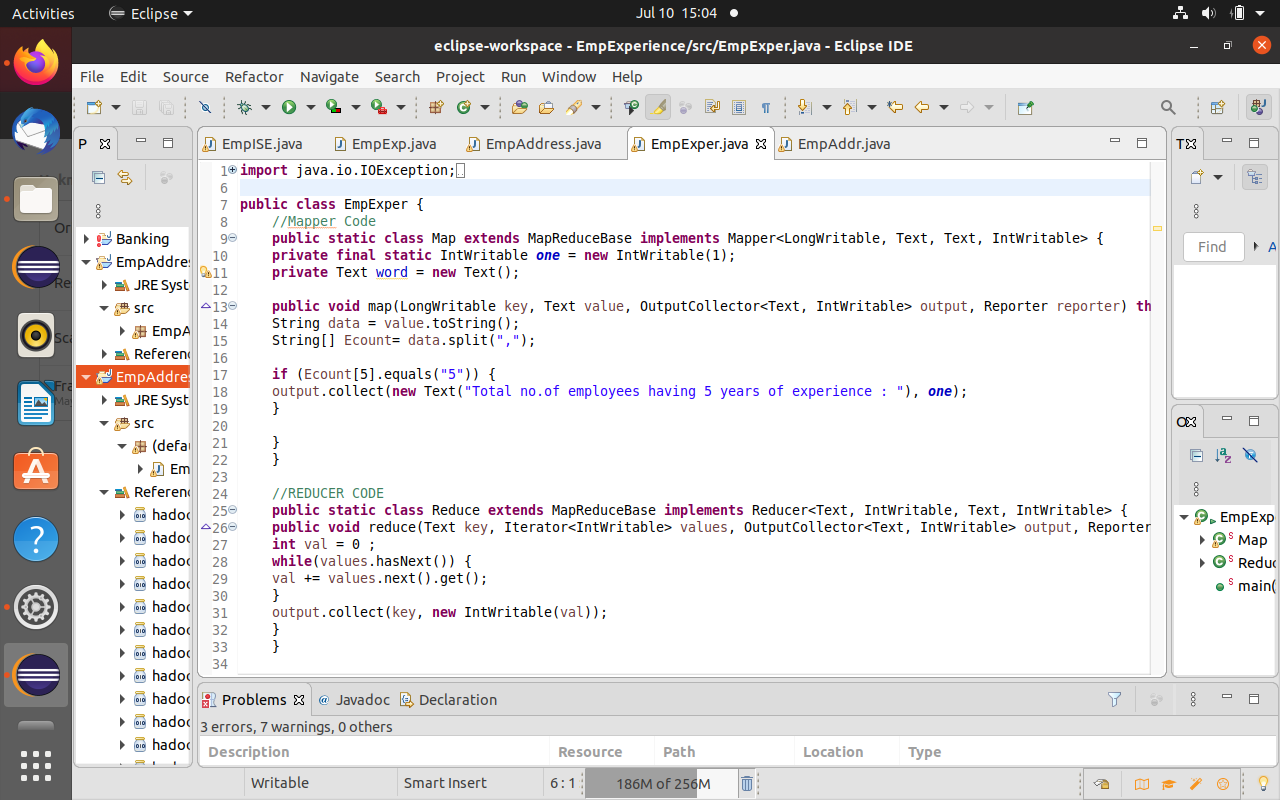 Activities Eclipse Jul 10 15:04
eclipse-workspace - EmpExperience/src/EmpExper.java - Eclipse IDE
File Edit Source Refactor Navigate Search Project Run Window Help
P
EmpISE.java EmpExp.java EmpAddress.java EmpExper.java EmpAddr.java
Banking
EmpAddre
JRE Syst
src
EmpA
Referenc
EmpAddre
JRE Syst
src
(defau
Em
Referenc
hadoo
hadoo
hadoo
hadoo
hadoo
hadoo
hadoo
hadoo
hadoo
hadoo
hadoo
1 import java.io.IOException;
6
7 public class EmpExper {
8 //Mapper Code
9 public static class Map extends MapReduceBase implements Mapper<LongWritable, Text, Text, IntWritable> {
10 private final static IntWritable one = new IntWritable(1);
11 private Text word = new Text();
12
13 public void map(LongWritable key, Text value, OutputCollector<Text, IntWritable> output, Reporter reporter) th
14 String data = value.toString();
15 String[] Ecount= data.split(",");
16
17 if (Ecount[5].equals("5")) {
18 output.collect(new Text("Total no.of employees having 5 years of experience : "), one);
19 }
20
21 }
22 }
23
24 //REDUCER CODE
25 public static class Reduce extends MapReduceBase implements Reducer<Text, IntWritable, Text, IntWritable> {
26 public void reduce(Text key, Iterator<IntWritable> values, OutputCollector<Text, IntWritable> output, Reporter
27 int val = 0 ;
28 while(values.hasNext()) {
29 val += values.next().get();
30 }
31 output.collect(key, new IntWritable(val));
32 }
33 }
34
T
Find A
O
EmpExp
Map
Reduc
main(
Problems Javadoc Declaration
3 errors, 7 warnings, 0 others
Description Resource Path Location Type
Writable Smart Insert 6 : 1 186M of 256M